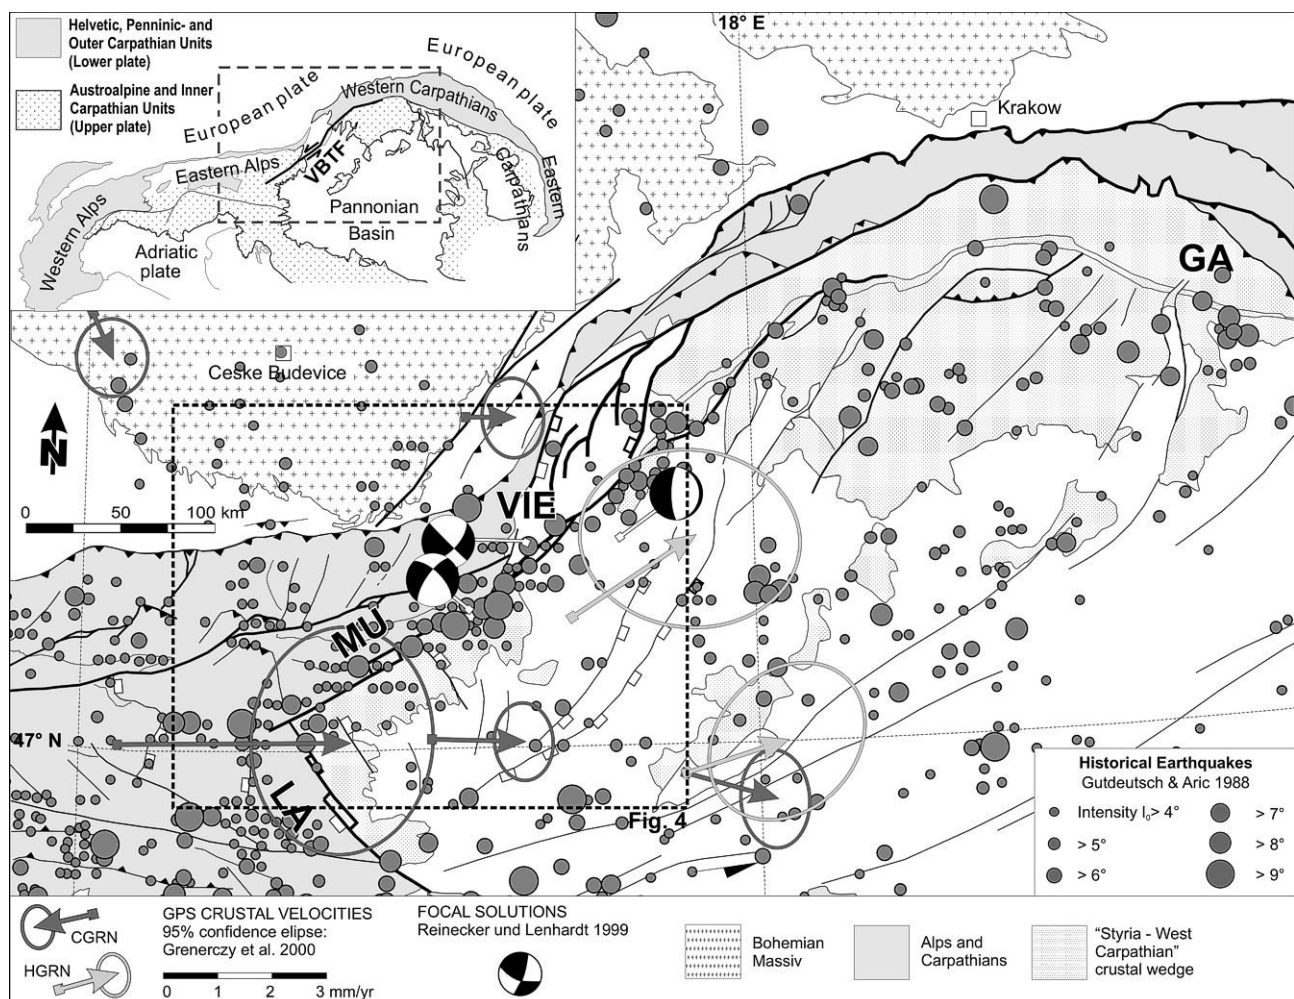 Helvetic, Penninic- and
Outer Carpathian Units
(Lower plate)
Austroalpine and Inner
Carpathian Units
(Upper plate)
European plate
European plate
Western Carpathians
Eastern Alps
VBTF
Western Alps
Adriatic
plate
Pannonian
Basin
Eastern
Carpathians
18° E
Krakow
GA
Ceske Budevice
N
0 50 100 km
VIE
MU
LA
47° N
Fig. 4
Historical Earthquakes
Gutdeutsch & Aric 1988
Intensity I₀> 4° > 7°
> 5° > 8°
> 6° > 9°
CGRN
HGRN
GPS CRUSTAL VELOCITIES
95% confidence elipse:
Grenerczy et al. 2000
0 1 2 3 mm/yr
FOCAL SOLUTIONS
Reinecker und Lenhardt 1999
Bohemian
Massiv
Alps and
Carpathians
"Styria - West
Carpathian"
crustal wedge